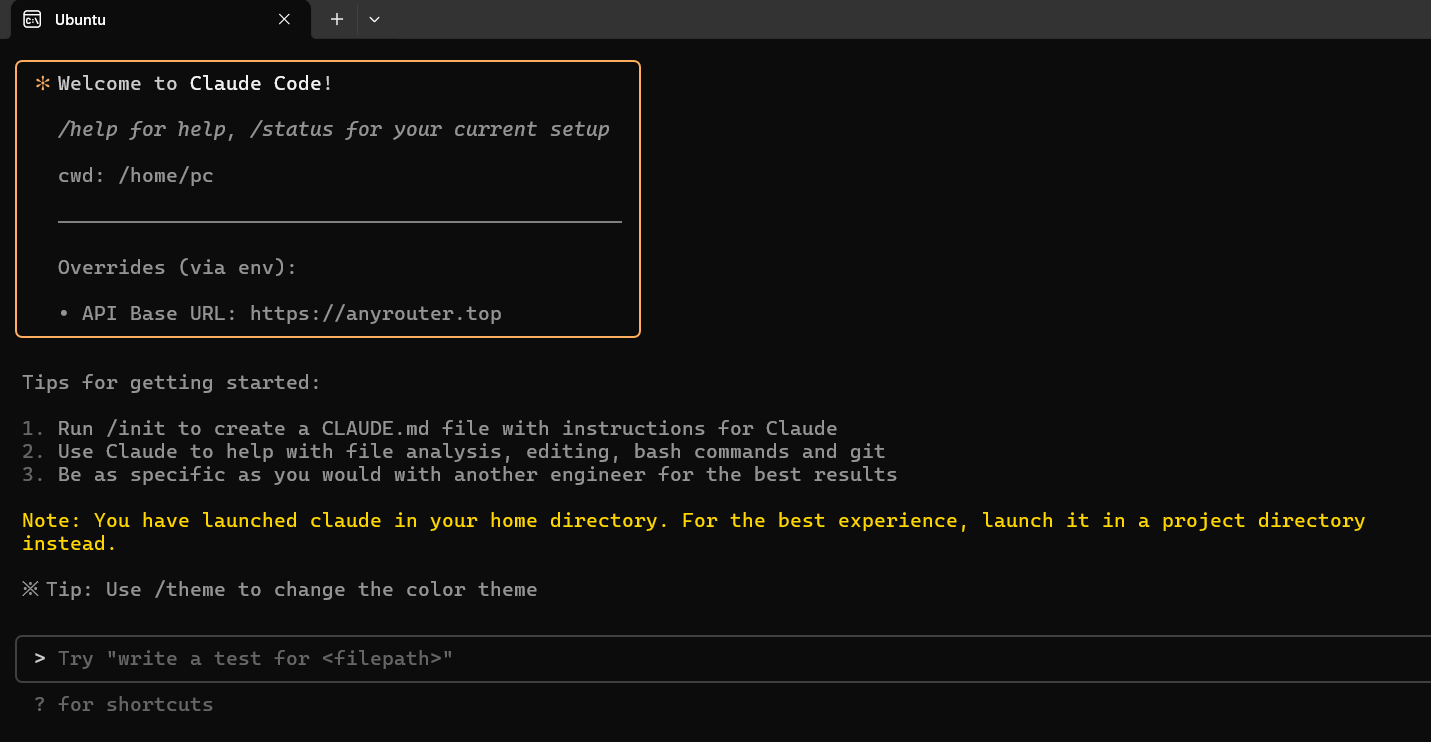 Ubuntu
✻ Welcome to Claude Code!
/help for help, /status for your current setup
cwd: /home/pc
Overrides (via env):
• API Base URL: https://anyrouter.top
Tips for getting started:
1. Run /init to create a CLAUDE.md file with instructions for Claude
2. Use Claude to help with file analysis, editing, bash commands and git
3. Be as specific as you would with another engineer for the best results
Note: You have launched claude in your home directory. For the best experience, launch it in a project directory
instead.
※ Tip: Use /theme to change the color theme
> Try "write a test for <filepath>"
? for shortcuts